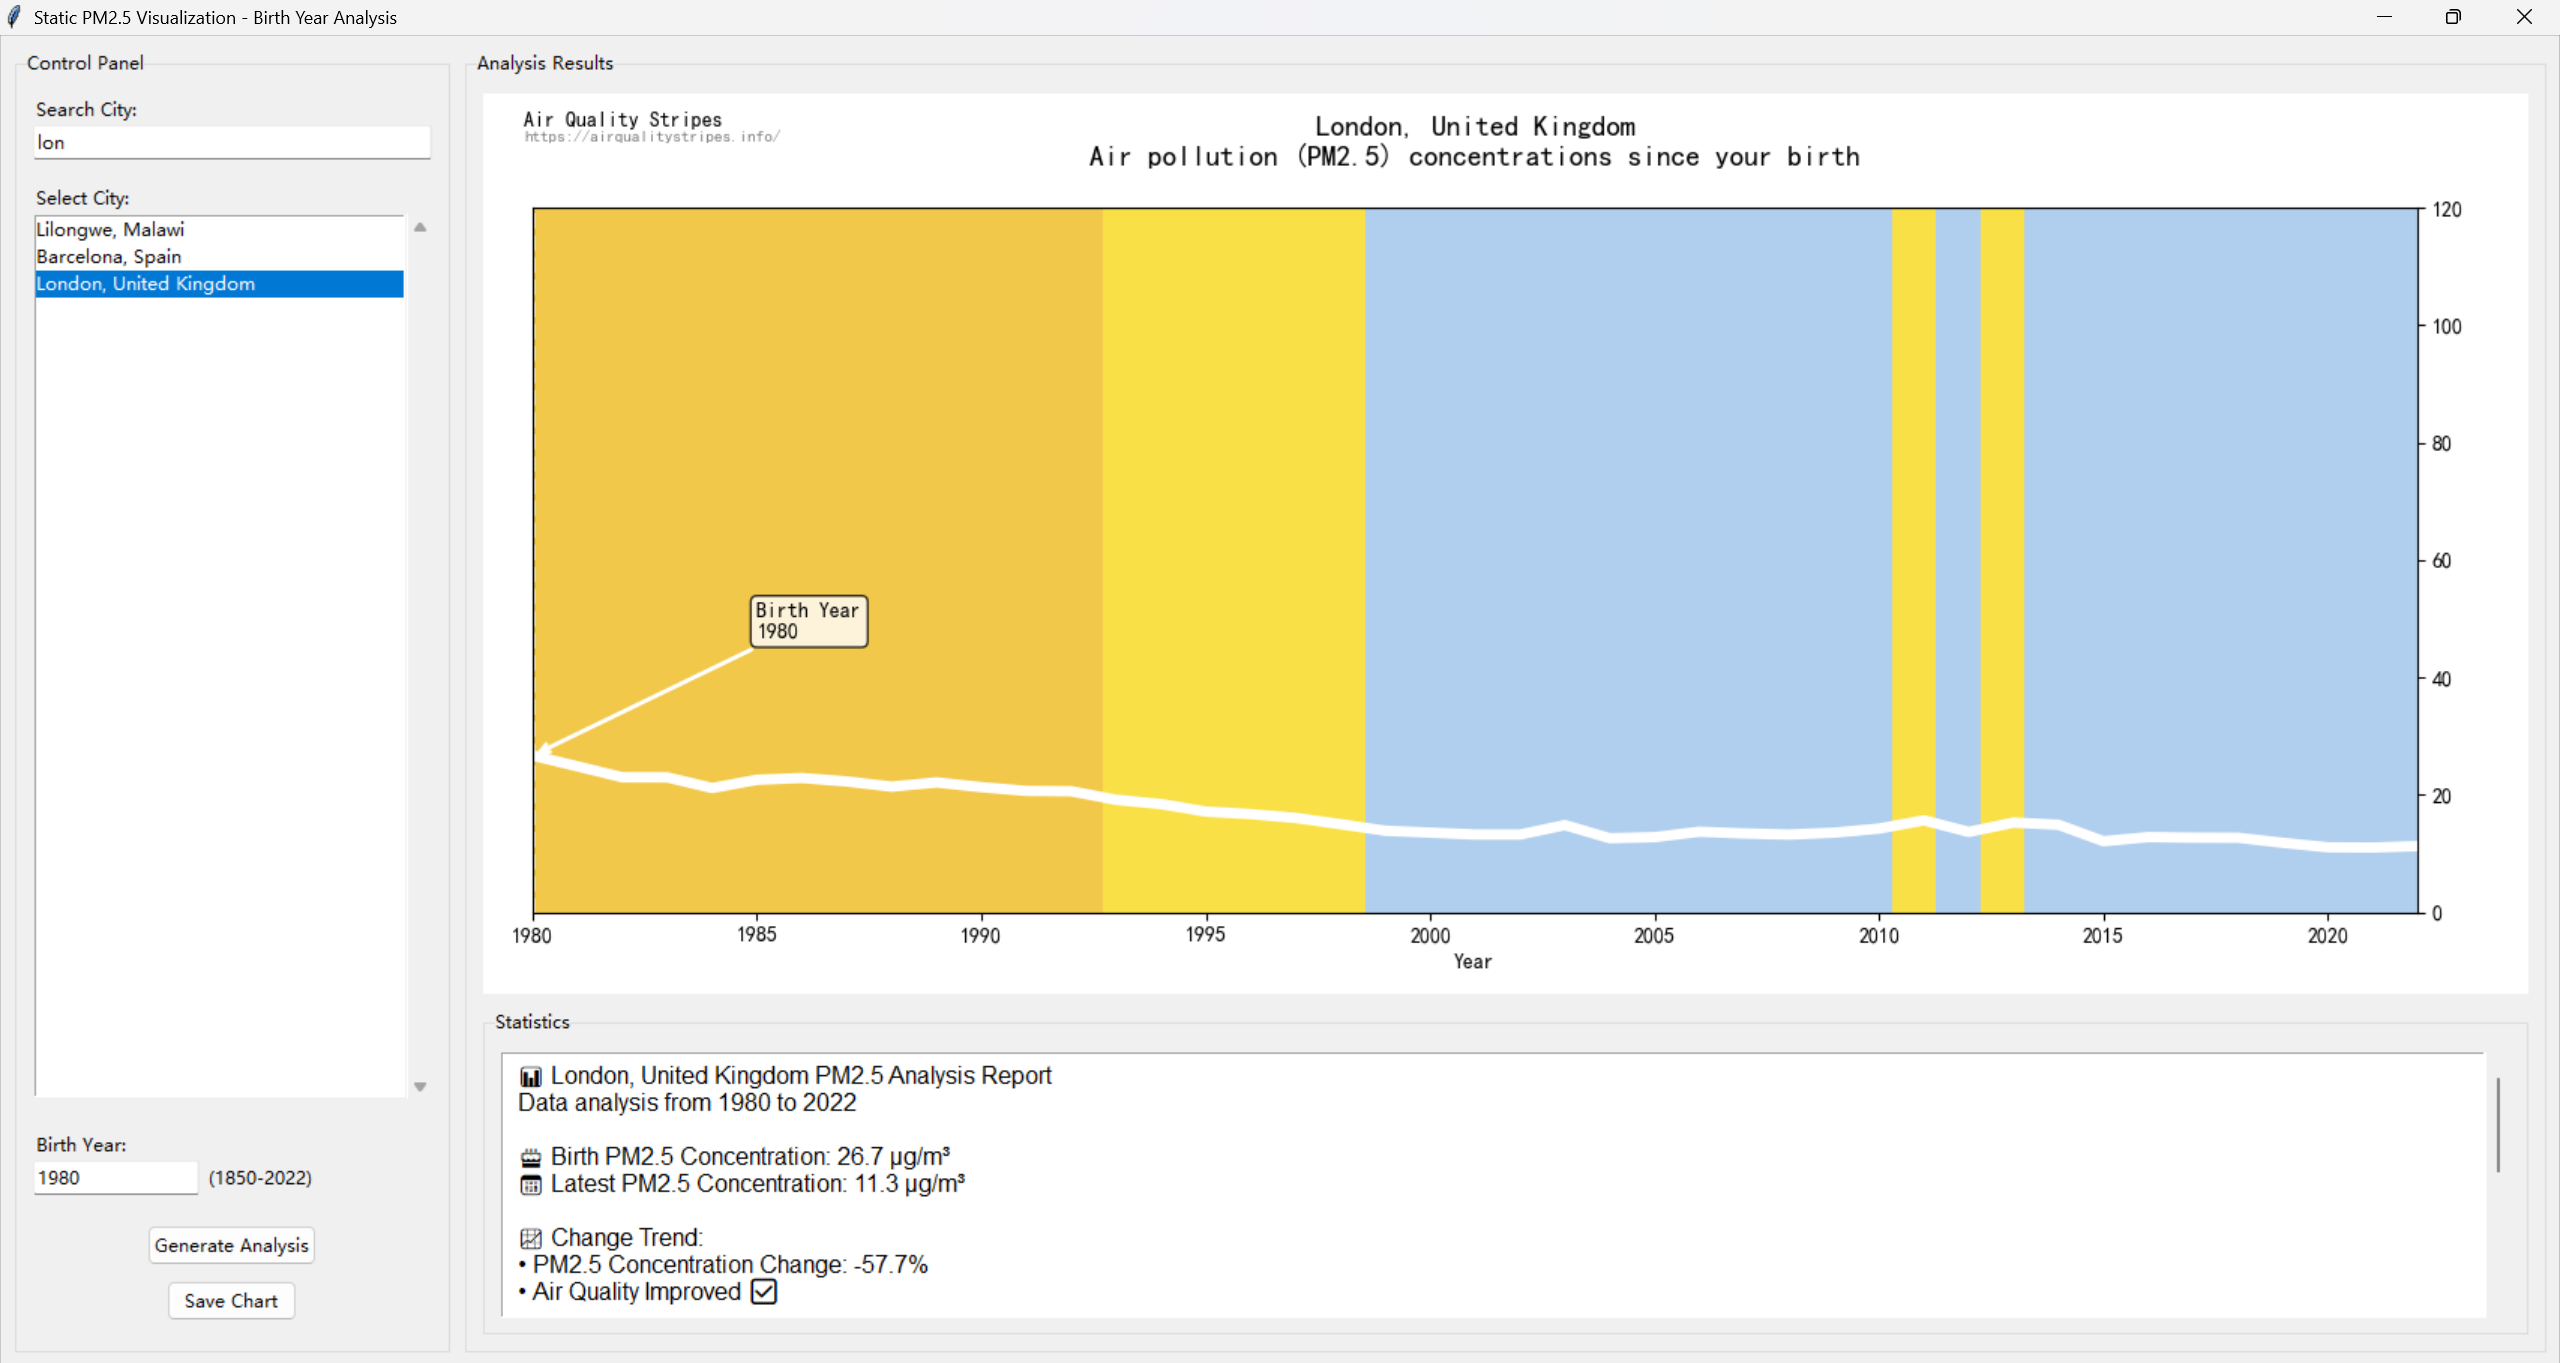 Static PM2.5 Visualization - Birth Year Analysis
Control Panel
Search City:
lon
Select City:
Lilongwe, Malawi
Barcelona, Spain
London, United Kingdom
Birth Year:
1980 (1850-2022)
Generate Analysis
Save Chart
Analysis Results
Air Quality Stripes
https://airqualitystripes.info/
London, United Kingdom
Air pollution (PM2.5) concentrations since your birth
120
100
80
60
40
20
0
Birth Year
1980
1980 1985 1990 1995 2000 2005 2010 2015 2020
Year
Statistics
London, United Kingdom PM2.5 Analysis Report
Data analysis from 1980 to 2022
Birth PM2.5 Concentration: 26.7 µg/m³
Latest PM2.5 Concentration: 11.3 µg/m³
Change Trend:
• PM2.5 Concentration Change: -57.7%
• Air Quality Improved